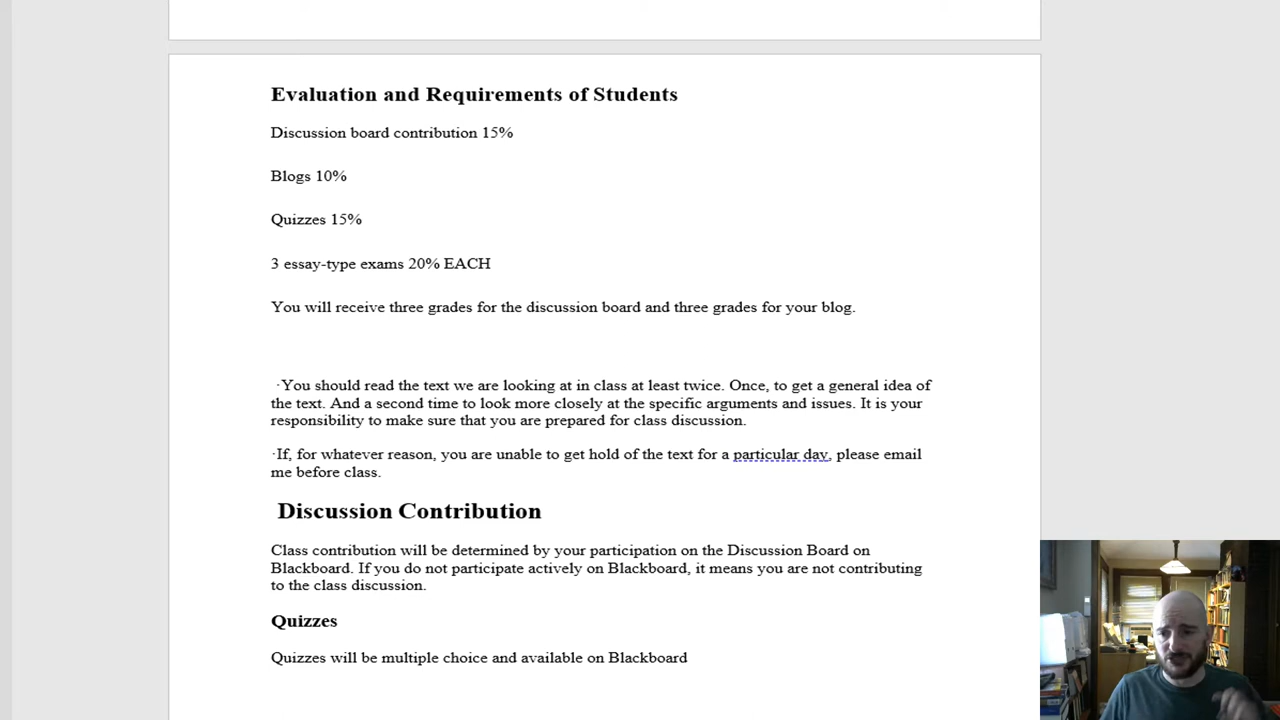 Evaluation and Requirements of Students
Discussion board contribution 15%
Blogs 10%
Quizzes 15%
3 essay-type exams 20% EACH
You will receive three grades for the discussion board and three grades for your blog.
·You should read the text we are looking at in class at least twice. Once, to get a general idea of
the text. And a second time to look more closely at the specific arguments and issues. It is your
responsibility to make sure that you are prepared for class discussion.
·If, for whatever reason, you are unable to get hold of the text for a particular day, please email
me before class.
Discussion Contribution
Class contribution will be determined by your participation on the Discussion Board on
Blackboard. If you do not participate actively on Blackboard, it means you are not contributing
to the class discussion.
Quizzes
Quizzes will be multiple choice and available on Blackboard